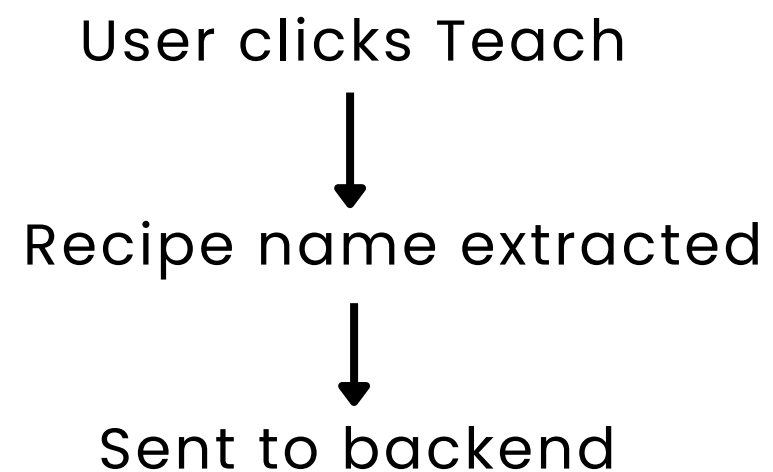 User clicks Teach
Recipe name extracted
Sent to backend